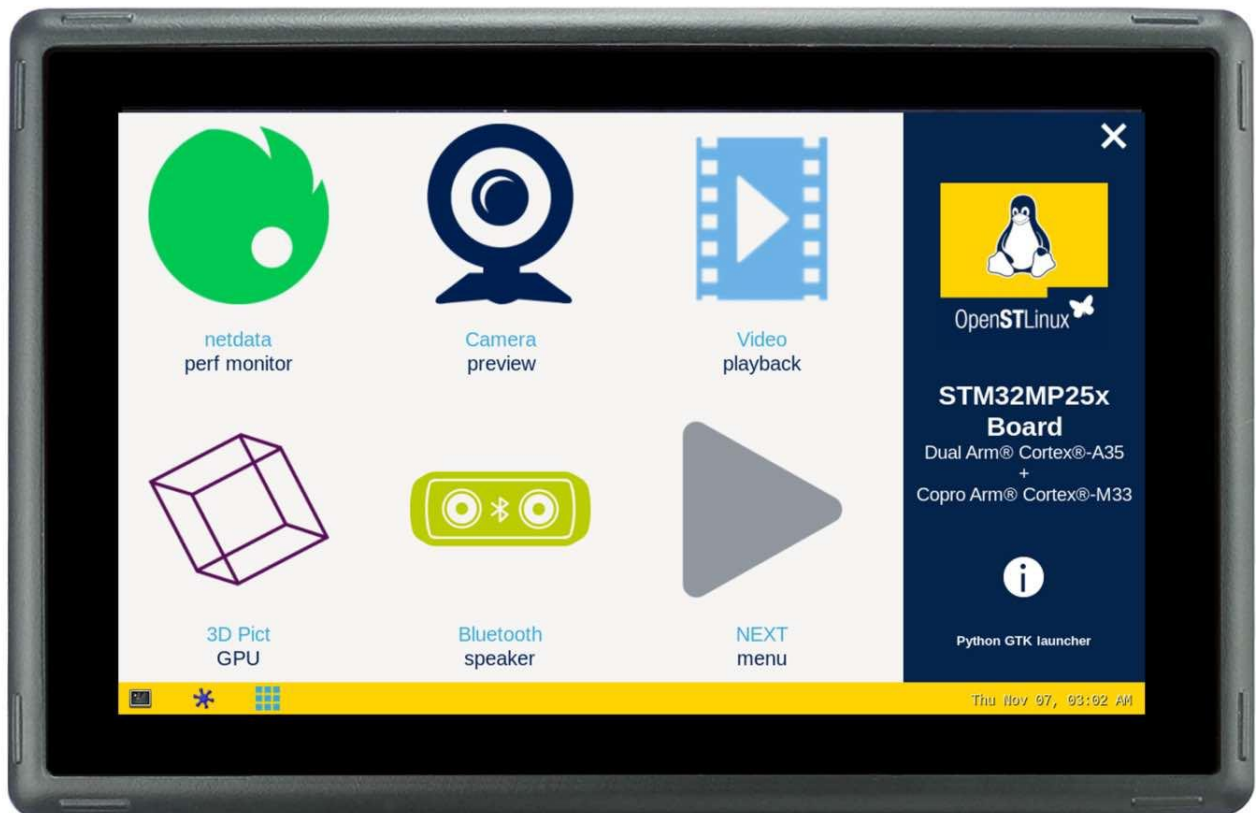 netdata
perf monitor
Camera
preview
Video
playback
3D Pict
GPU
Bluetooth
speaker
NEXT
menu
OpenSTLinux
STM32MP25x
Board
Dual Arm® Cortex®-A35
+
Copro Arm® Cortex®-M33
i
Python GTK launcher
Thu Nov 07, 03:02 AM